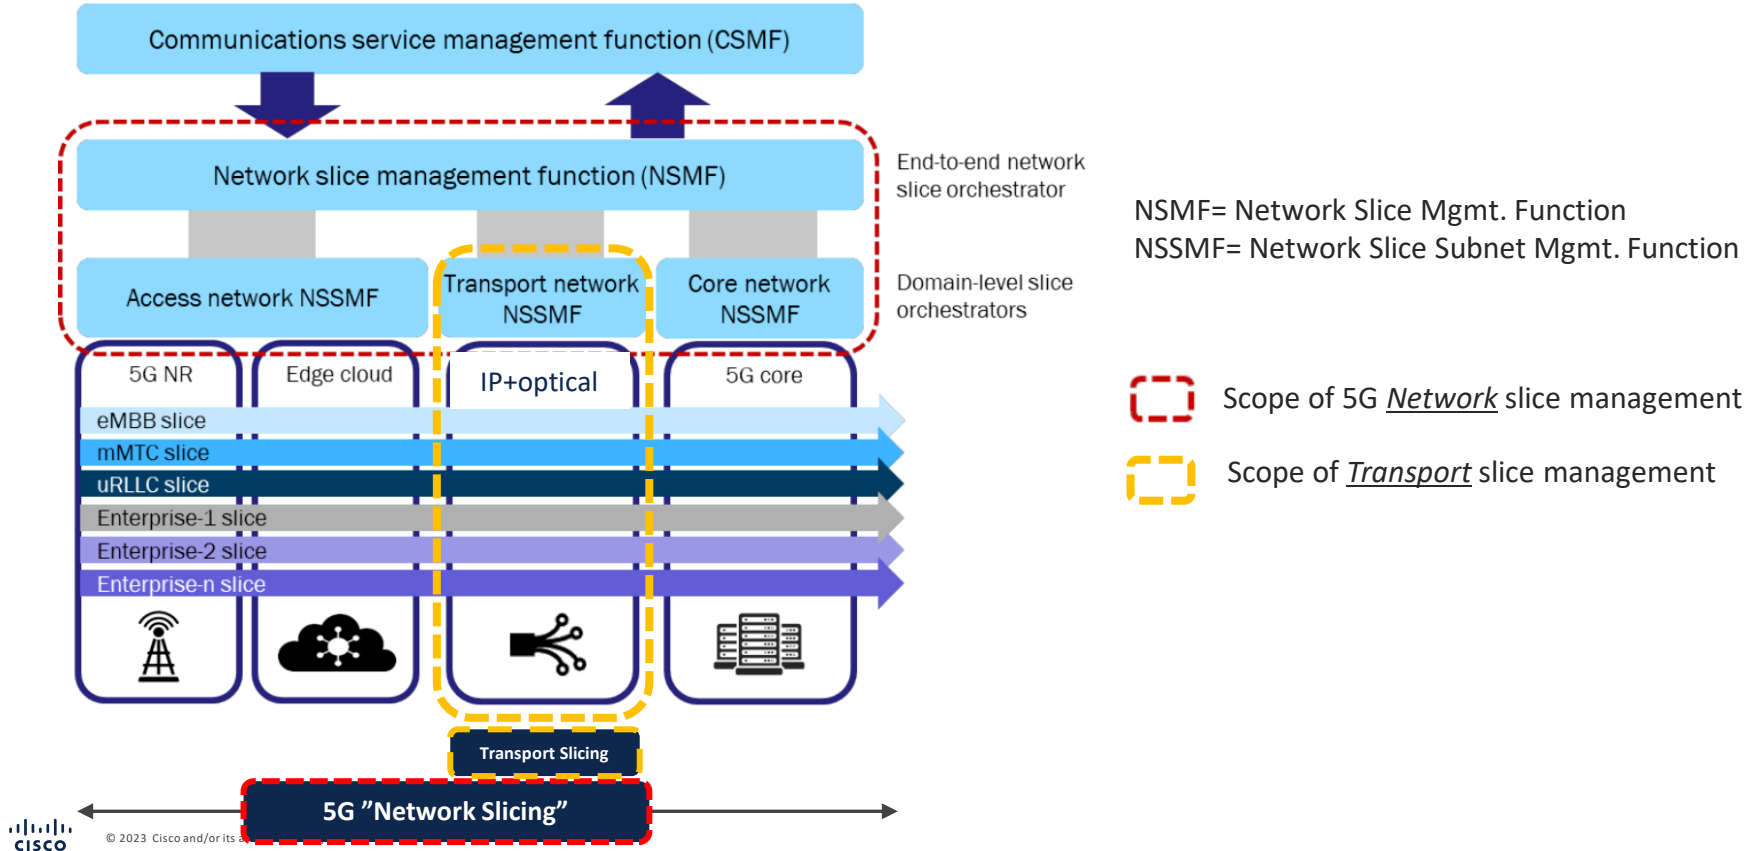 Communications service management function (CSMF)
Network slice management function (NSMF)
End-to-end network
slice orchestrator
NSMF= Network Slice Mgmt. Function
NSSMF= Network Slice Subnet Mgmt. Function
Access network NSSMF
Transport network
NSSMF
Core network
NSSMF
Domain-level slice
orchestrators
5G NR
Edge cloud
IP+optical
5G core
Scope of 5G Network slice management
Scope of Transport slice management
eMBB slice
mMTC slice
uRLLC slice
Enterprise-1 slice
Enterprise-2 slice
Enterprise-n slice
Transport Slicing
5G ”Network Slicing”
CISCO
© 2023 Cisco and/or its